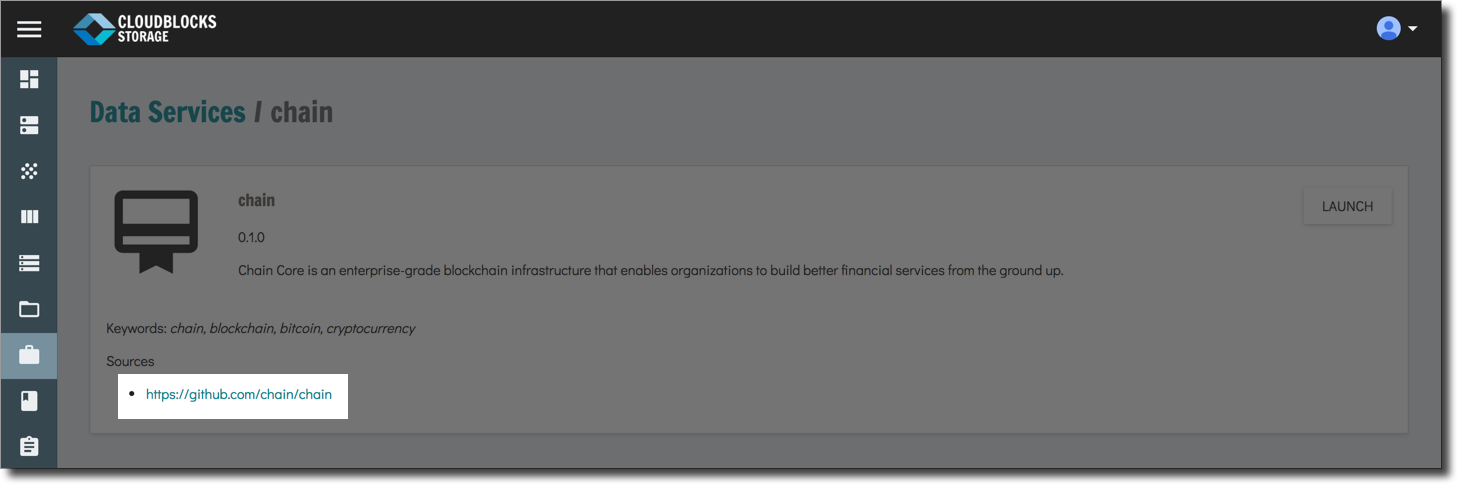 CLOUDBLOCKS
STORAGE
Data Services / chain
chain
LAUNCH
0.1.0
Chain Core is an enterprise-grade blockchain infrastructure that enables organizations to build better financial services from the ground up.
Keywords: chain, blockchain, bitcoin, cryptocurrency
Sources
• https://github.com/chain/chain